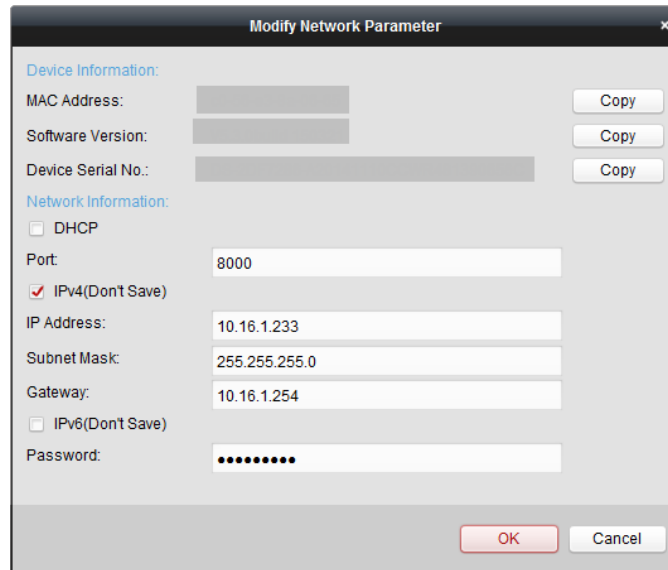 Modify Network Parameter ×
Device Information:
MAC Address: Copy
Software Version: Copy
Device Serial No.: Copy
Network Information:
DHCP
Port: 8000
IPv4(Don't Save)
IP Address: 10.16.1.233
Subnet Mask: 255.255.255.0
Gateway: 10.16.1.254
IPv6(Don't Save)
Password: •••••••••
OK Cancel